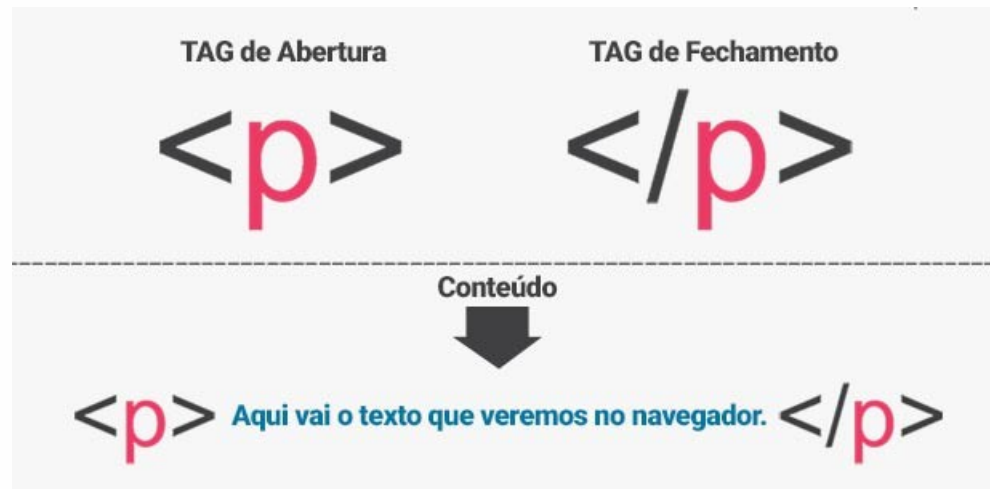 TAG de Abertura
TAG de Fechamento
<p>
</p>
Conteúdo
<p> Aqui vai o texto que veremos no navegador. </p>